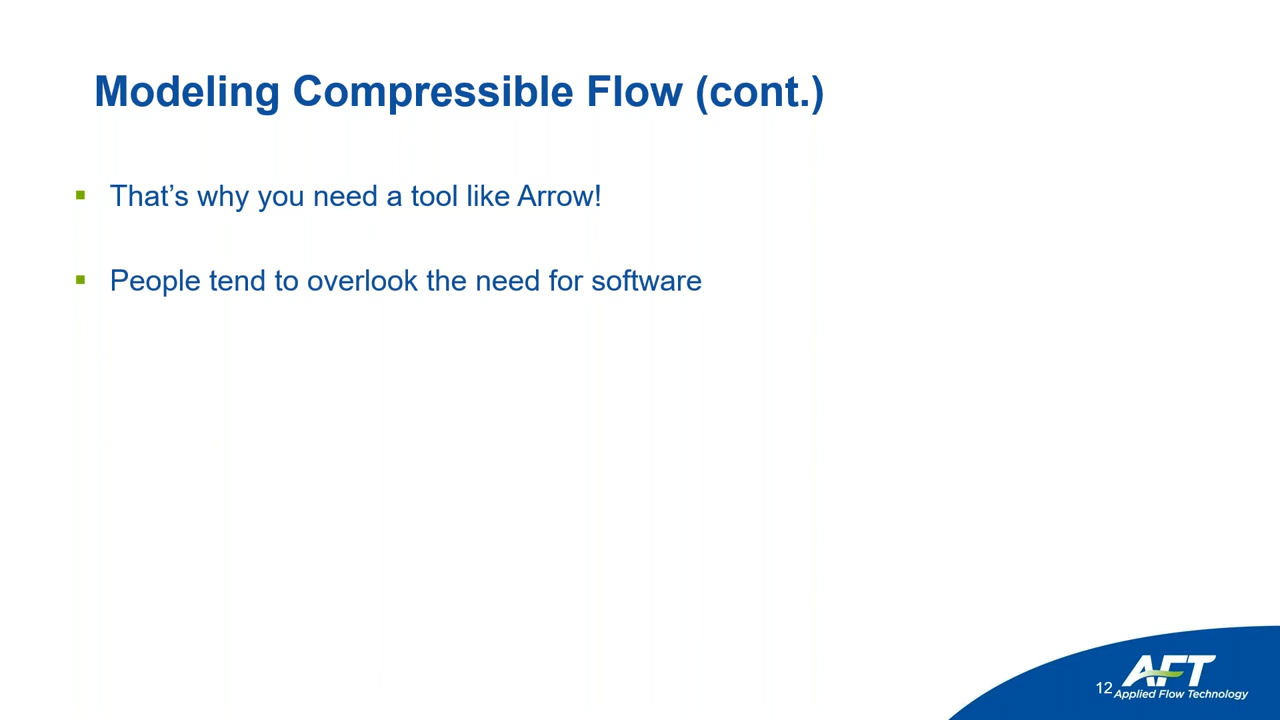 Modeling Compressible Flow (cont.)
That’s why you need a tool like Arrow!
People tend to overlook the need for software
12
AFT
Applied Flow Technology